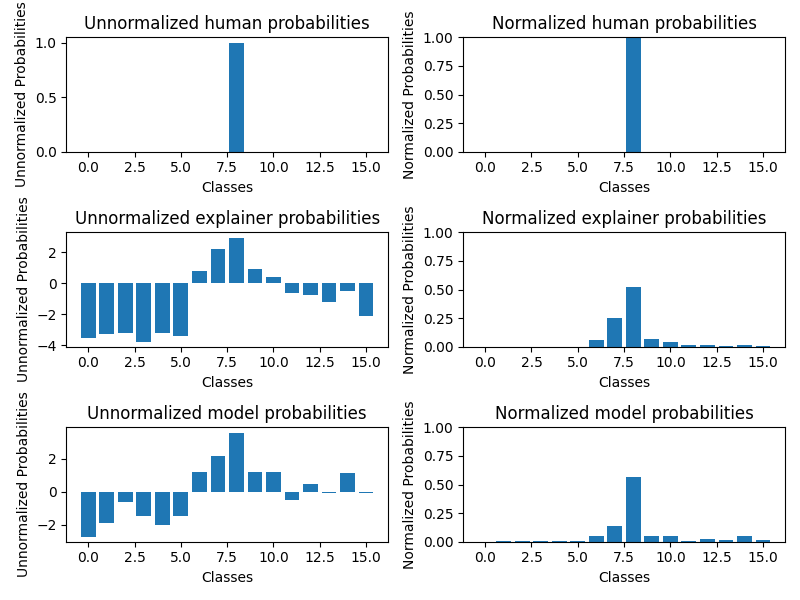 Unnormalized human probabilities
Unnormalized Probabilities
1.0
0.5
0.0
0.0 2.5 5.0 7.5 10.0 12.5 15.0
Classes
Normalized human probabilities
Normalized Probabilities
1.00
0.75
0.50
0.25
0.00
0.0 2.5 5.0 7.5 10.0 12.5 15.0
Classes
Unnormalized explainer probabilities
Unnormalized Probabilities
2
0
−2
−4
0.0 2.5 5.0 7.5 10.0 12.5 15.0
Classes
Normalized explainer probabilities
Normalized Probabilities
1.00
0.75
0.50
0.25
0.00
0.0 2.5 5.0 7.5 10.0 12.5 15.0
Classes
Unnormalized model probabilities
Unnormalized Probabilities
2
0
−2
0.0 2.5 5.0 7.5 10.0 12.5 15.0
Classes
Normalized model probabilities
Normalized Probabilities
1.00
0.75
0.50
0.25
0.00
0.0 2.5 5.0 7.5 10.0 12.5 15.0
Classes